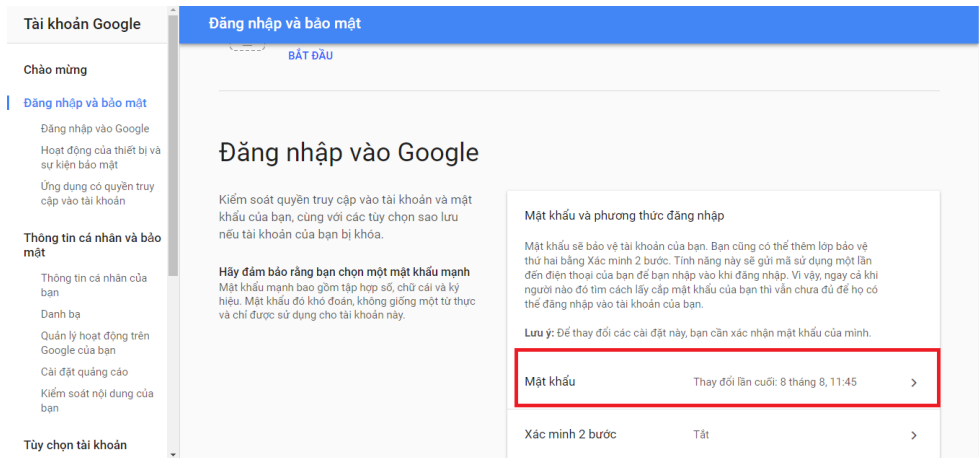 Tài khoản Google
Đăng nhập và bảo mật
Chào mừng
Đăng nhập và bảo mật
Đăng nhập vào Google
Hoạt động của thiết bị và
sự kiện bảo mật
Ứng dụng có quyền truy
cập vào tài khoản
Thông tin cá nhân và bảo
mật
Thông tin cá nhân của
bạn
Danh bạ
Quản lý hoạt động trên
Google của bạn
Cài đặt quảng cáo
Kiểm soát nội dung của
bạn
Tùy chọn tài khoản
BẮT ĐẦU
Đăng nhập vào Google
Kiểm soát quyền truy cập vào tài khoản và mật
khẩu của bạn, cùng với các tùy chọn sao lưu
nếu tài khoản của bạn bị khóa.
Hãy đảm bảo rằng bạn chọn một mật khẩu mạnh
Mật khẩu mạnh bao gồm tập hợp số, chữ cái và ký
hiệu. Mật khẩu đó khó đoán, không giống một từ thực
và chỉ được sử dụng cho tài khoản này.
Mật khẩu và phương thức đăng nhập
Mật khẩu sẽ bảo vệ tài khoản của bạn. Bạn cũng có thể thêm lớp bảo vệ
thứ hai bằng Xác minh 2 bước. Tính năng này sẽ gửi mã sử dụng một lần
đến điện thoại của bạn để bạn nhập vào khi đăng nhập. Vì vậy, ngay cả khi
người nào đó tìm cách lấy cắp mật khẩu của bạn thì vẫn chưa đủ để họ có
thể đăng nhập vào tài khoản của bạn.
Lưu ý: Để thay đổi các cài đặt này, bạn cần xác nhận mật khẩu của mình.
Mật khẩu Thay đổi lần cuối: 8 tháng 8, 11:45
Xác minh 2 bước Tắt